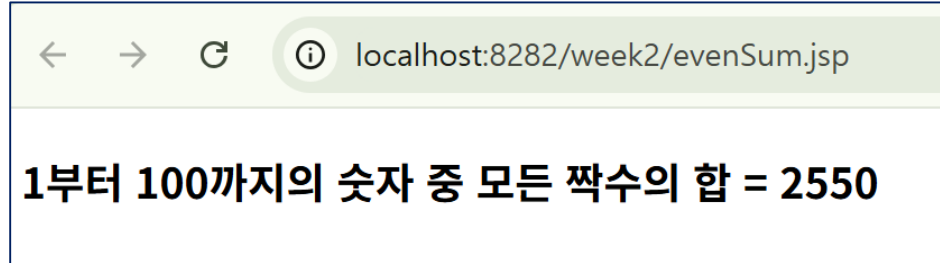 localhost:8282/week2/evenSum.jsp
1부터 100까지의 숫자 중 모든 짝수의 합 = 2550